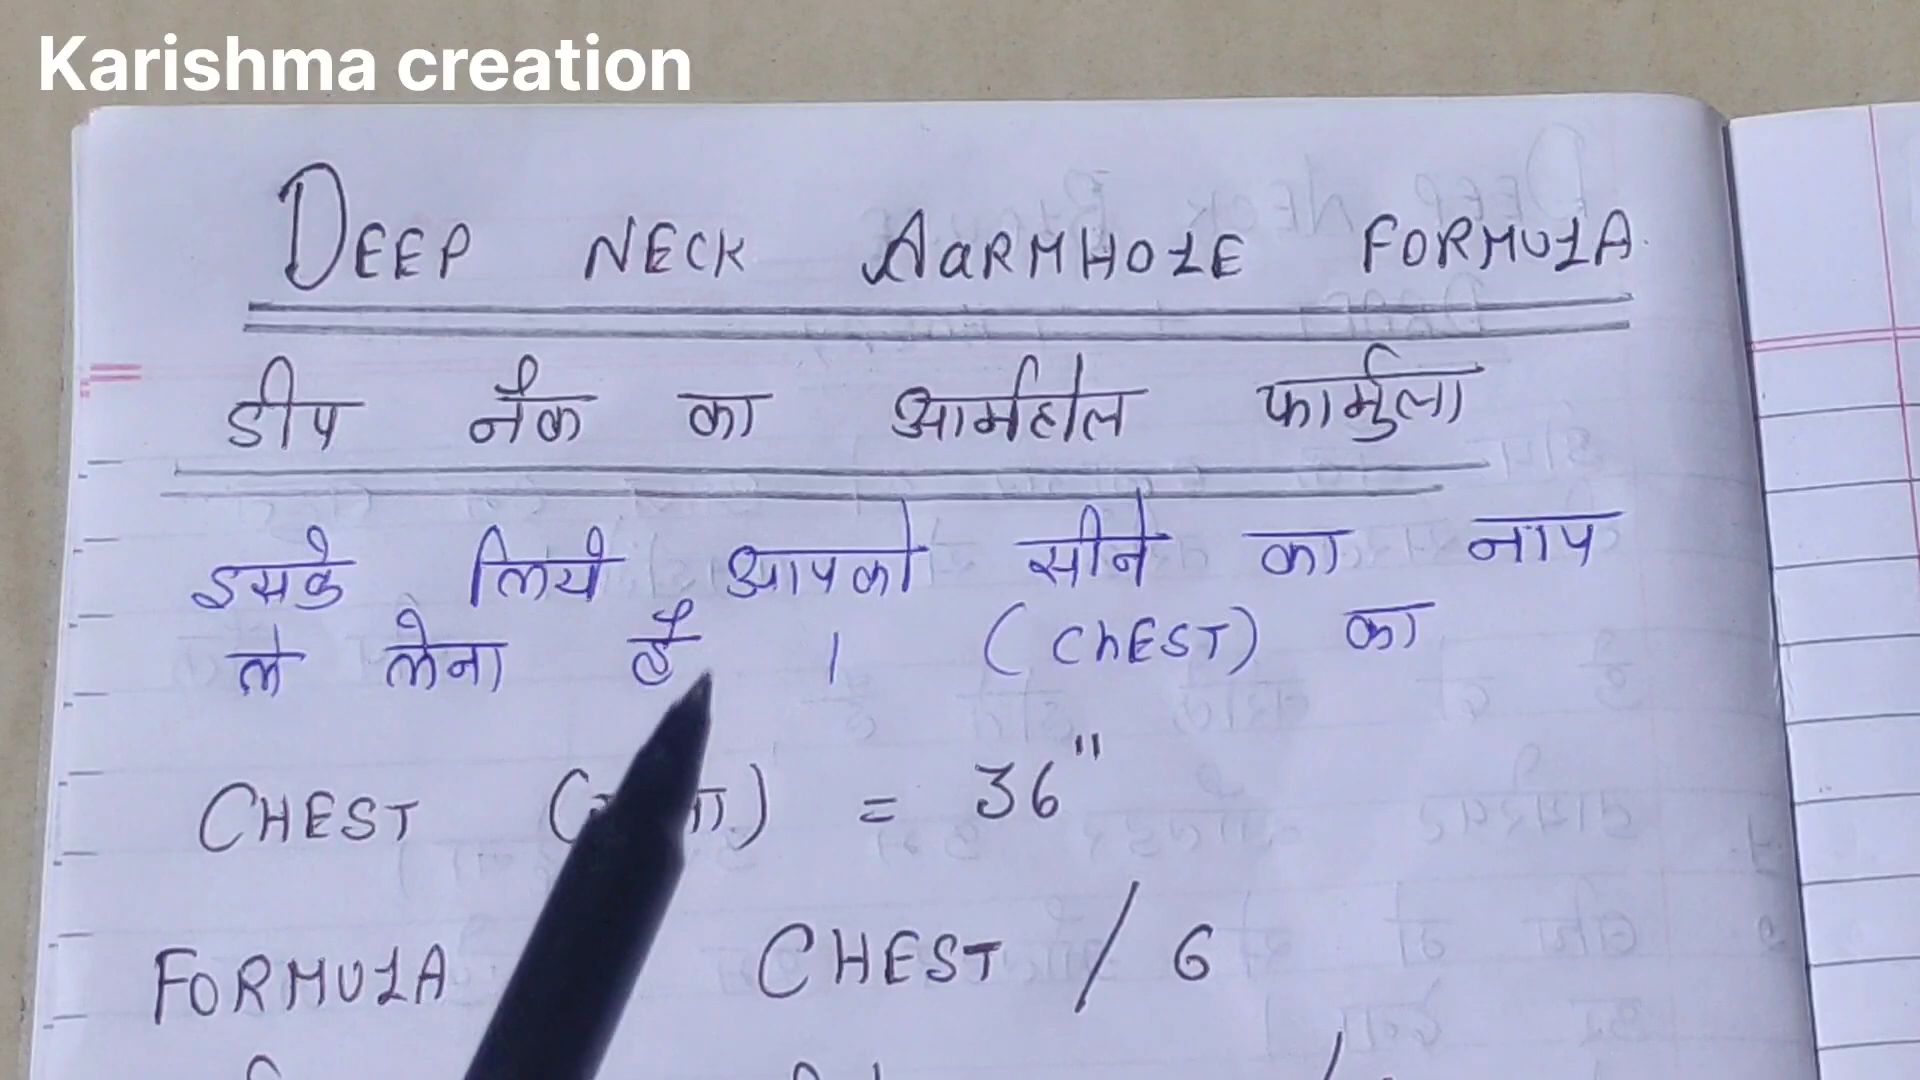 Karishma creation
DEEP NECK AARMHOLE FORMULA
डीप नैक का आर्महोल फार्मुला
इसके लिये आपको सीने का नाप
ले लेना है । (CHEST) का
CHEST = 36"
FORMULA CHEST / 6